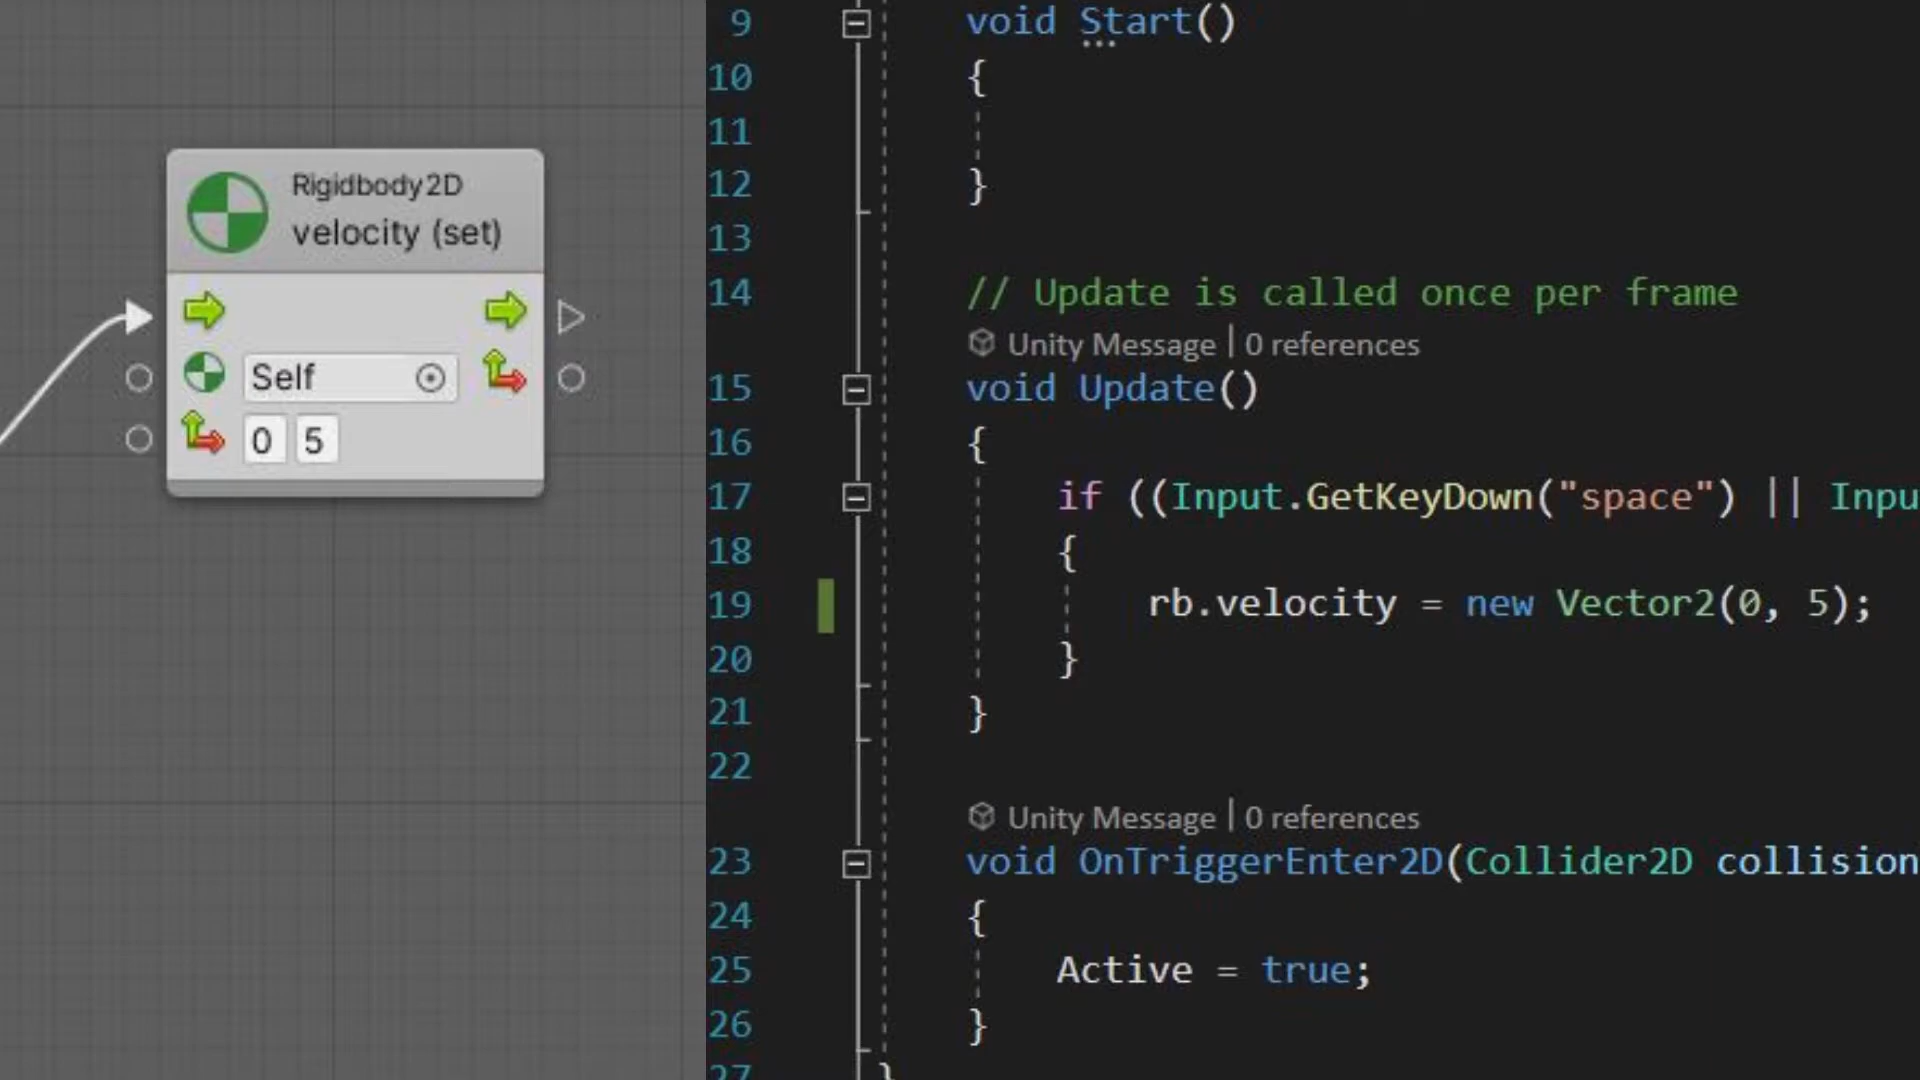 Rigidbody2D
velocity (set)
Self
0 5
9 void Start()
10 {
11
12 }
13
14 // Update is called once per frame
Unity Message | 0 references
15 void Update()
16 {
17 if ((Input.GetKeyDown("space") || Inpu
18 {
19 rb.velocity = new Vector2(0, 5);
20 }
21 }
22
Unity Message | 0 references
23 void OnTriggerEnter2D(Collider2D collision
24 {
25 Active = true;
26 }
27 }